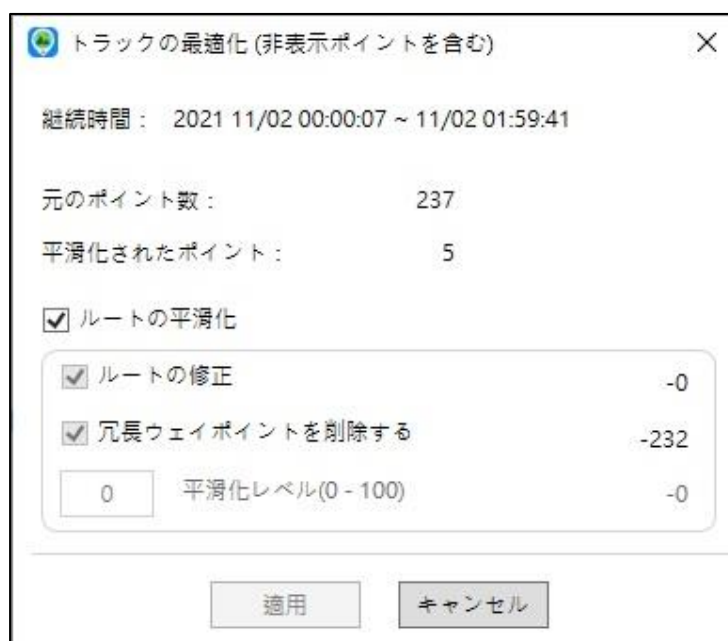 トラックの最適化 (非表示ポイントを含む)
継続時間： 2021 11/02 00:00:07 ~ 11/02 01:59:41
元のポイント数： 237
平滑化されたポイント： 5
ルートの平滑化
ルートの修正 -0
冗長ウェイポイントを削除する -232
0 平滑化レベル(0 - 100) -0
適用 キャンセル